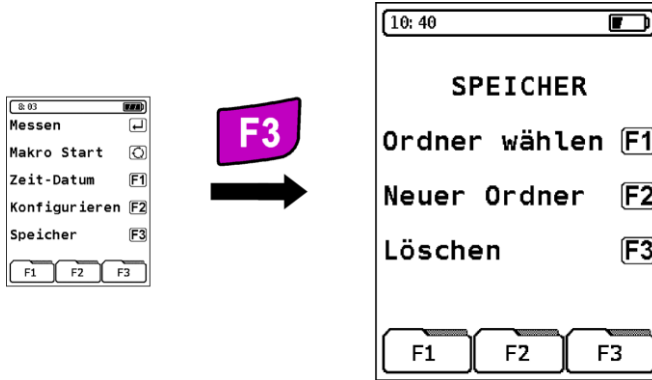 8:03
Messen
Makro Start
Zeit-Datum F1
Konfigurieren F2
Speicher F3
F1 F2 F3
F3
10:40
SPEICHER
Ordner wählen F1
Neuer Ordner F2
Löschen F3
F1 F2 F3